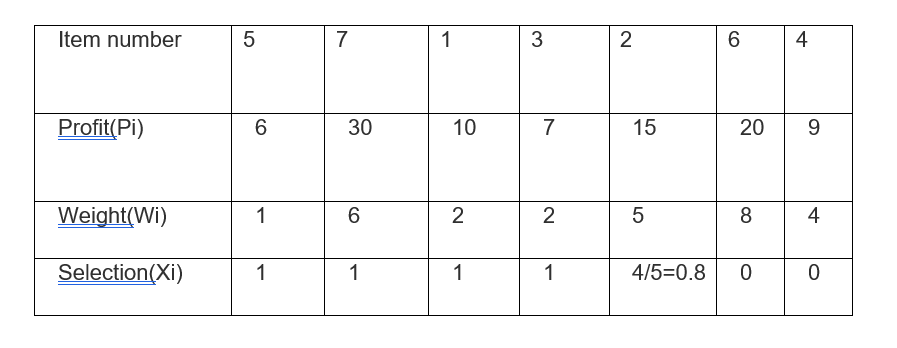 Item number 5 7 1 3 2 6 4
Profit(Pi) 6 30 10 7 15 20 9
Weight(Wi) 1 6 2 2 5 8 4
Selection(Xi) 1 1 1 1 4/5=0.8 0 0